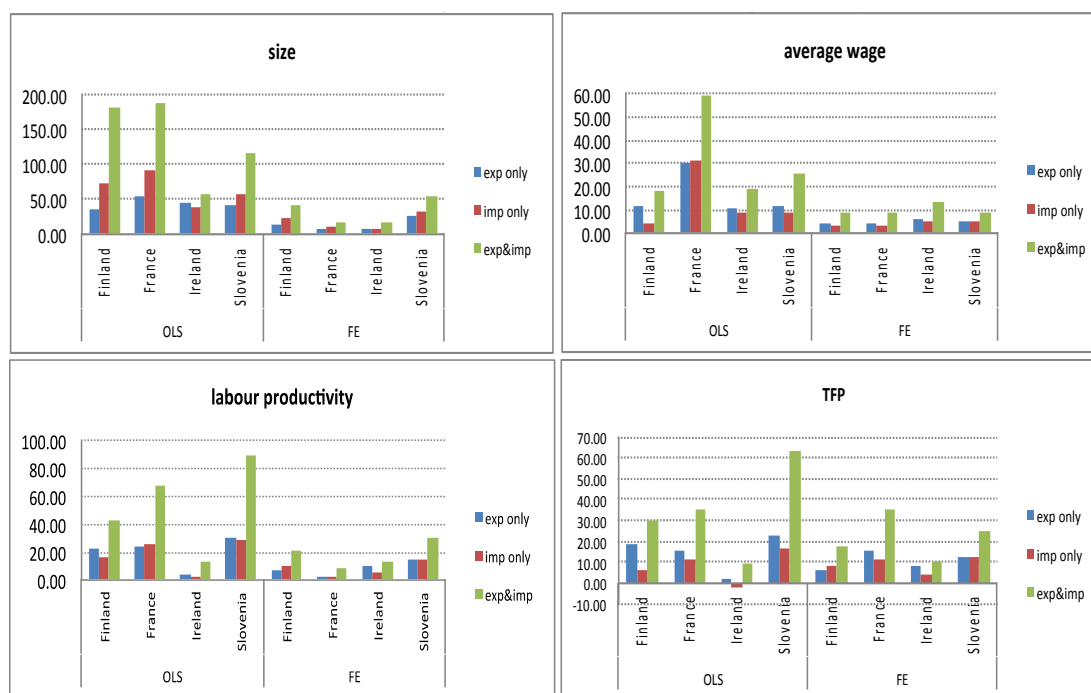 size
200.00
150.00
100.00
50.00
0.00
Finland
France
Ireland
Slovenia
Finland
France
Ireland
Slovenia
OLS
FE
exp only
imp only
exp&imp
average wage
60.00
50.00
40.00
30.00
20.00
10.00
0.00
Finland
France
Ireland
Slovenia
Finland
France
Ireland
Slovenia
OLS
FE
exp only
imp only
exp&imp
labour productivity
100.00
80.00
60.00
40.00
20.00
0.00
Finland
France
Ireland
Slovenia
Finland
France
Ireland
Slovenia
OLS
FE
exp only
imp only
exp&imp
TFP
70.00
60.00
50.00
40.00
30.00
20.00
10.00
0.00
-10.00
Finland
France
Ireland
Slovenia
Finland
France
Ireland
Slovenia
OLS
FE
exp only
imp only
exp&imp